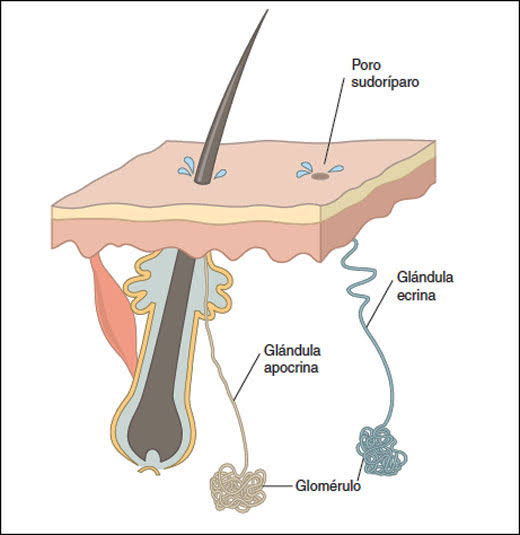 Poro
sudoríparo
Glándula
ecrina
Glándula
apocrina
Glomérulo